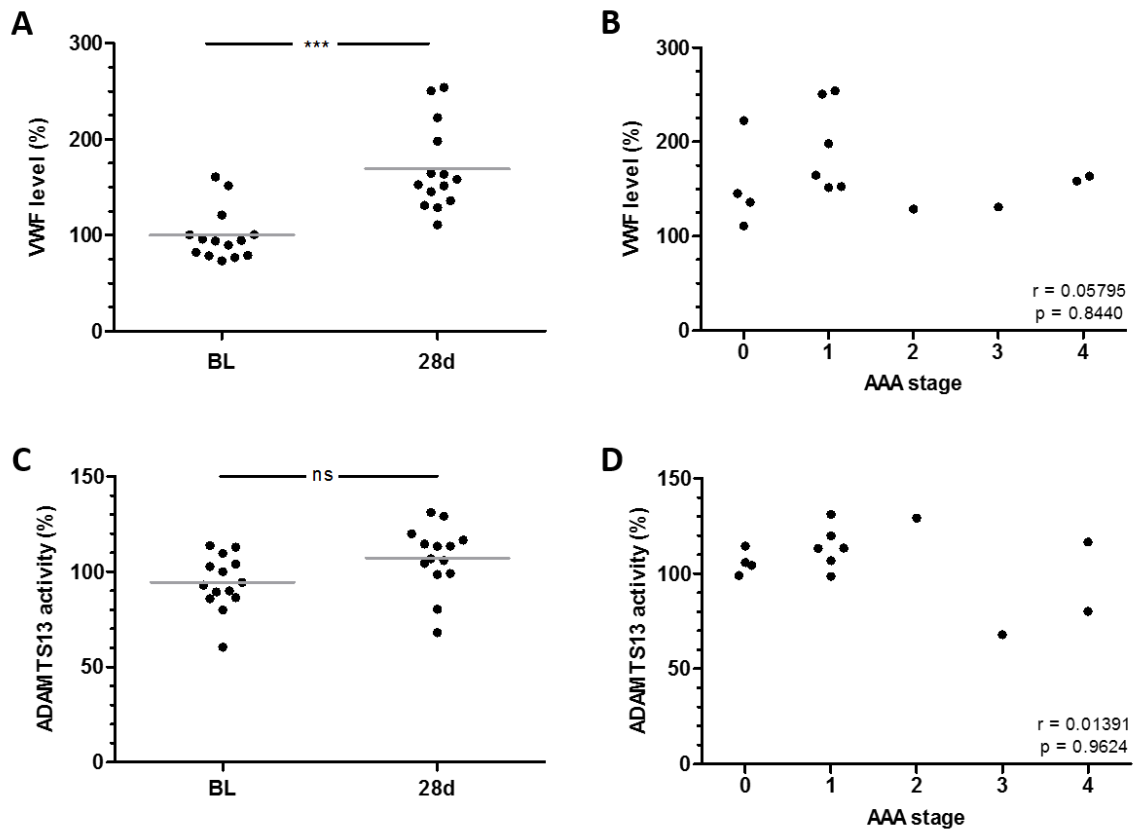 A
VWF level (%)
300
200
100
0
***
BL
28d
B
VWF level (%)
300
200
100
0
r = 0.05795
p = 0.8440
0
1
2
3
4
AAA stage
C
ADAMTS13 activity (%)
150
100
50
0
ns
BL
28d
D
ADAMTS13 activity (%)
150
100
50
0
r = 0.01391
p = 0.9624
0
1
2
3
4
AAA stage